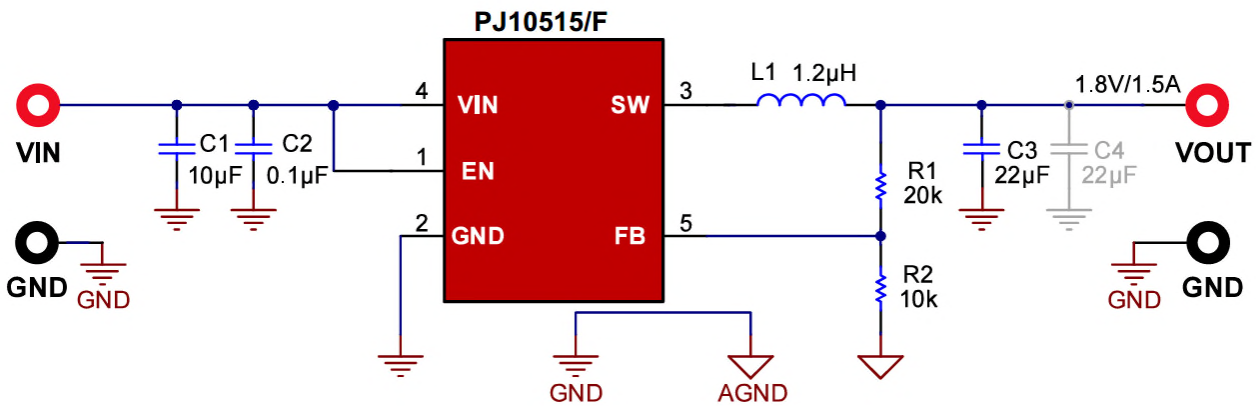 PJ10515/F
L1 1.2µH
1.8V/1.5A
4 VIN SW 3
VIN
C1
10µF
C2
0.1µF
1 EN
R1
20k
C3
22µF
C4
22µF
VOUT
2 GND FB 5
GND
GND
R2
10k
GND
GND
GND
AGND